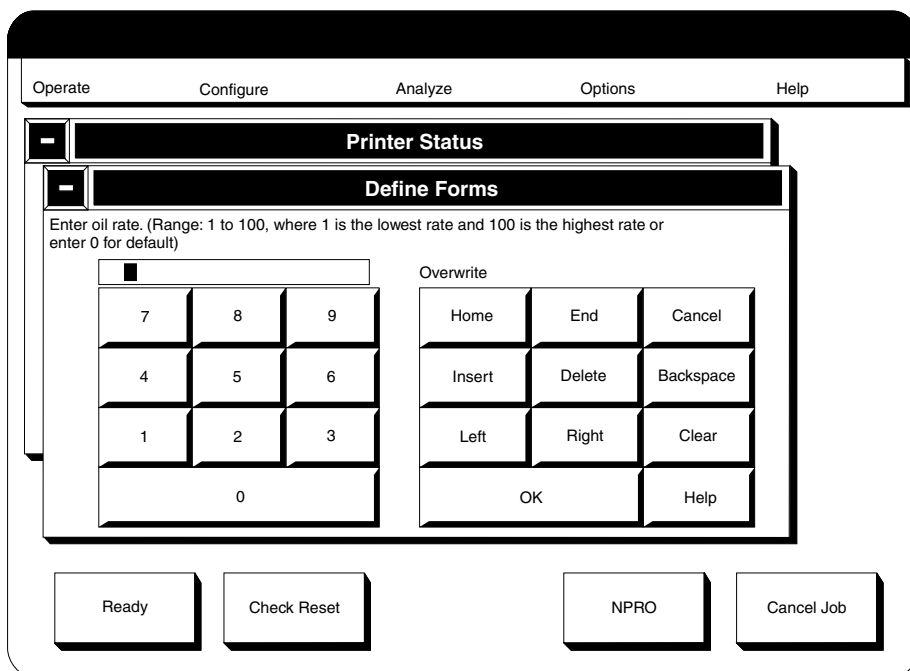 Operate Configure Analyze Options Help
Printer Status
Define Forms
Enter oil rate. (Range: 1 to 100, where 1 is the lowest rate and 100 is the highest rate or
enter 0 for default)
Overwrite
7 8 9 Home End Cancel
4 5 6 Insert Delete Backspace
1 2 3 Left Right Clear
0 OK Help
Ready Check Reset NPRO Cancel Job